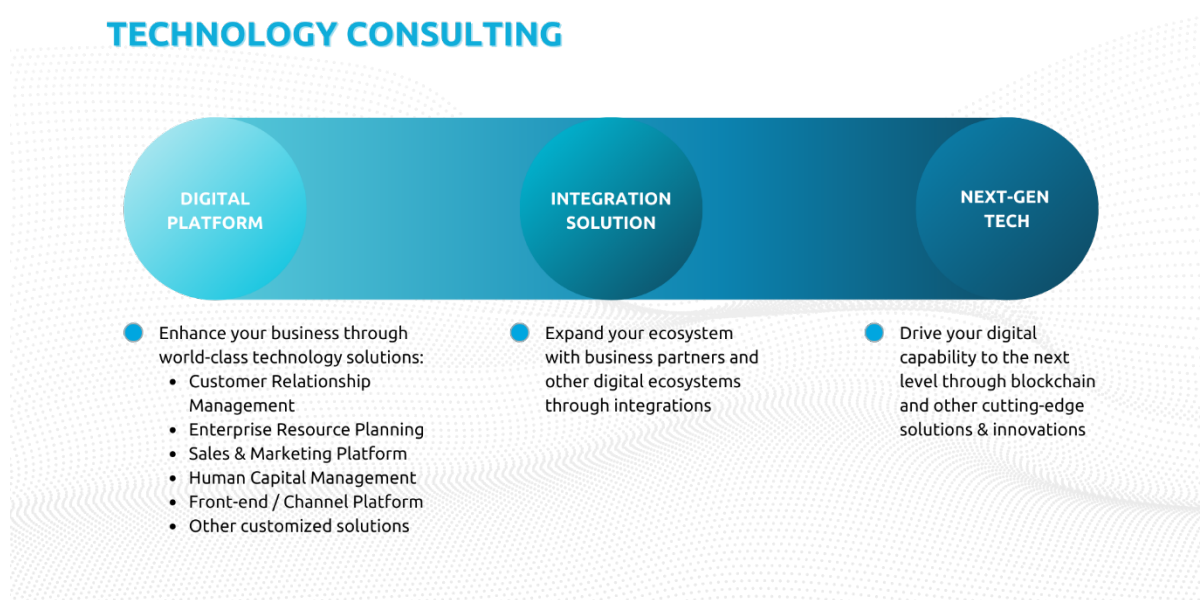 TECHNOLOGY CONSULTING
DIGITAL
PLATFORM
INTEGRATION
SOLUTION
NEXT-GEN
TECH
Enhance your business through
world-class technology solutions:
• Customer Relationship
Management
• Enterprise Resource Planning
• Sales & Marketing Platform
• Human Capital Management
• Front-end / Channel Platform
• Other customized solutions
Expand your ecosystem
with business partners and
other digital ecosystems
through integrations
Drive your digital
capability to the next
level through blockchain
and other cutting-edge
solutions & innovations